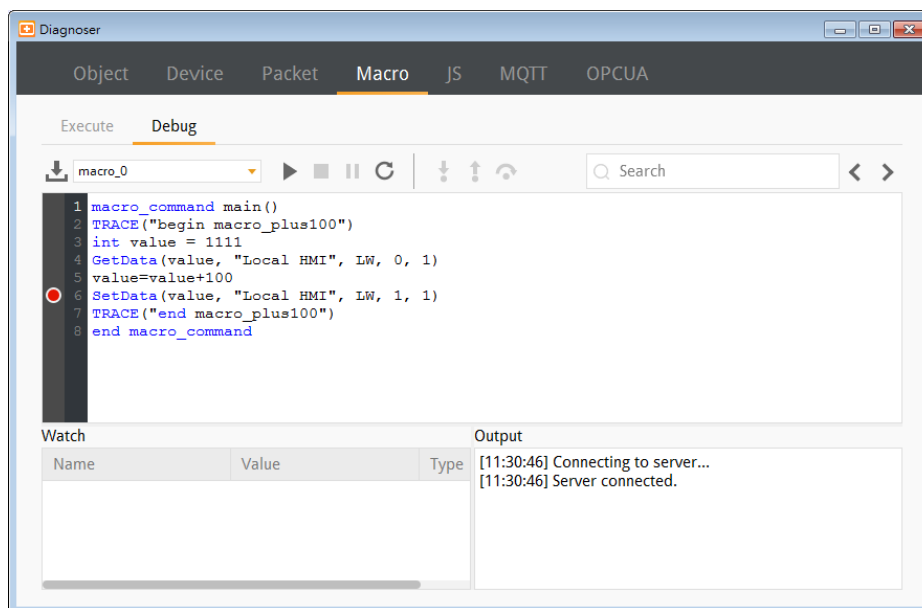 Diagnoser
Object Device Packet Macro JS MQTT OPCUA
Execute Debug
macro_0 Search
1 macro_command main()
2 TRACE("begin macro_plus100")
3 int value = 1111
4 GetData(value, "Local HMI", LW, 0, 1)
5 value=value+100
6 SetData(value, "Local HMI", LW, 1, 1)
7 TRACE("end macro_plus100")
8 end macro_command
Watch
Name Value Type
Output
[11:30:46] Connecting to server...
[11:30:46] Server connected.